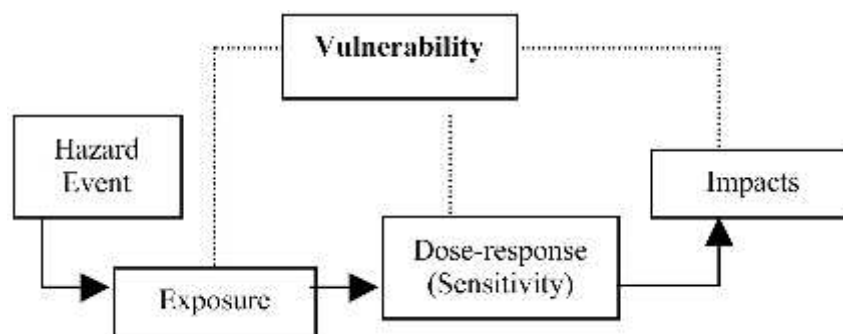 Vulnerability
Hazard
Event
Impacts
Dose-response
(Sensitivity)
Exposure